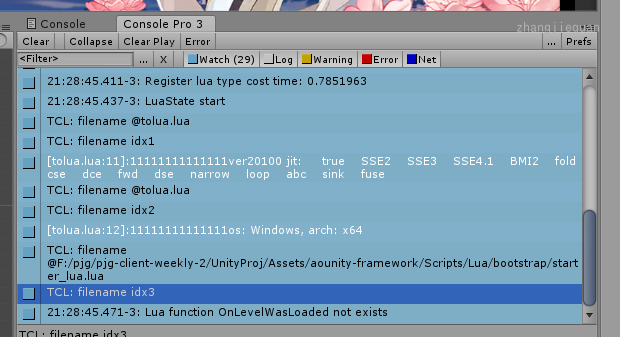 zhangjiequan
Console
Console Pro 3
Clear
Collapse
Clear Play
Error
...
Prefs
<Filter>
...
X
Watch (29)
Log
Warning
Error
Net
21:28:45.411-3: Register lua type cost time: 0.7851963
21:28:45.437-3: LuaState start
TCL: filename @tolua.lua
TCL: filename idx1
[tolua.lua:11]:11111111111111ver20100 jit: true SSE2 SSE3 SSE4.1 BMI2 fold
cse dce fwd dse narrow loop abc sink fuse
TCL: filename @tolua.lua
TCL: filename idx2
[tolua.lua:12]:11111111111111os: Windows, arch: x64
TCL: filename
@F:/pjg/pjg-client-weekly-2/UnityProj/Assets/aounity-framework/Scripts/Lua/bootstrap/start
er_lua.lua
TCL: filename idx3
21:28:45.471-3: Lua function OnLevelWasLoaded not exists
TCL: filename idx3